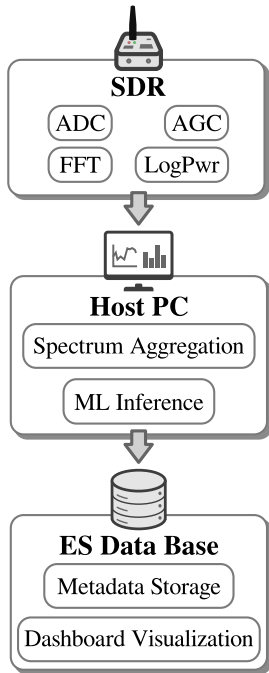 SDR
ADC AGC
FFT LogPwr
Host PC
Spectrum Aggregation
ML Inference
ES Data Base
Metadata Storage
Dashboard Visualization